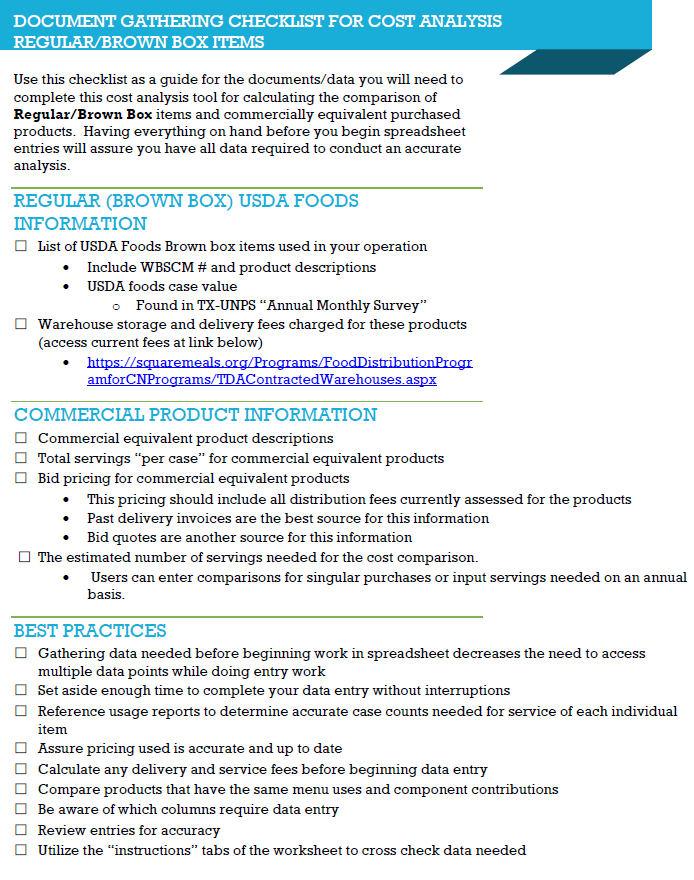 DOCUMENT GATHERING CHECKLIST FOR COST ANALYSIS
REGULAR/BROWN BOX ITEMS
Use this checklist as a guide for the documents/data you will need to
complete this cost analysis tool for calculating the comparison of
Regular/Brown Box items and commercially equivalent purchased
products.  Having everything on hand before you begin spreadsheet
entries will assure you have all data required to conduct an accurate
analysis.
REGULAR (BROWN BOX) USDA FOODS
INFORMATION
☐ List of USDA Foods Brown box items used in your operation
• Include WBSCM # and product descriptions
• USDA foods case value
o Found in TX-UNPS “Annual Monthly Survey”
☐ Warehouse storage and delivery fees charged for these products
(access current fees at link below)
• https://squaremeals.org/Programs/FoodDistributionProgr
amforCNPrograms/TDAContractedWarehouses.aspx
COMMERCIAL PRODUCT INFORMATION
☐ Commercial equivalent product descriptions
☐ Total servings “per case” for commercial equivalent products
☐ Bid pricing for commercial equivalent products
• This pricing should include all distribution fees currently assessed for the products
• Past delivery invoices are the best source for this information
• Bid quotes are another source for this information
☐ The estimated number of servings needed for the cost comparison.
• Users can enter comparisons for singular purchases or input servings needed on an annual
basis.
BEST PRACTICES
☐ Gathering data needed before beginning work in spreadsheet decreases the need to access
multiple data points while doing entry work
☐ Set aside enough time to complete your data entry without interruptions
☐ Reference usage reports to determine accurate case counts needed for service of each individual
item
☐ Assure pricing used is accurate and up to date
☐ Calculate any delivery and service fees before beginning data entry
☐ Compare products that have the same menu uses and component contributions
☐ Be aware of which columns require data entry
☐ Review entries for accuracy
☐ Utilize the “instructions” tabs of the worksheet to cross check data needed